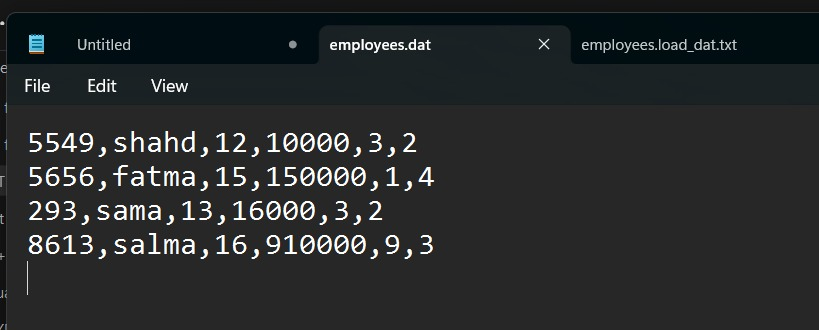 Untitled
employees.dat
employees.load_dat.txt
File Edit View
5549,shahd,12,10000,3,2
5656,fatma,15,150000,1,4
293,sama,13,16000,3,2
8613,salma,16,910000,9,3